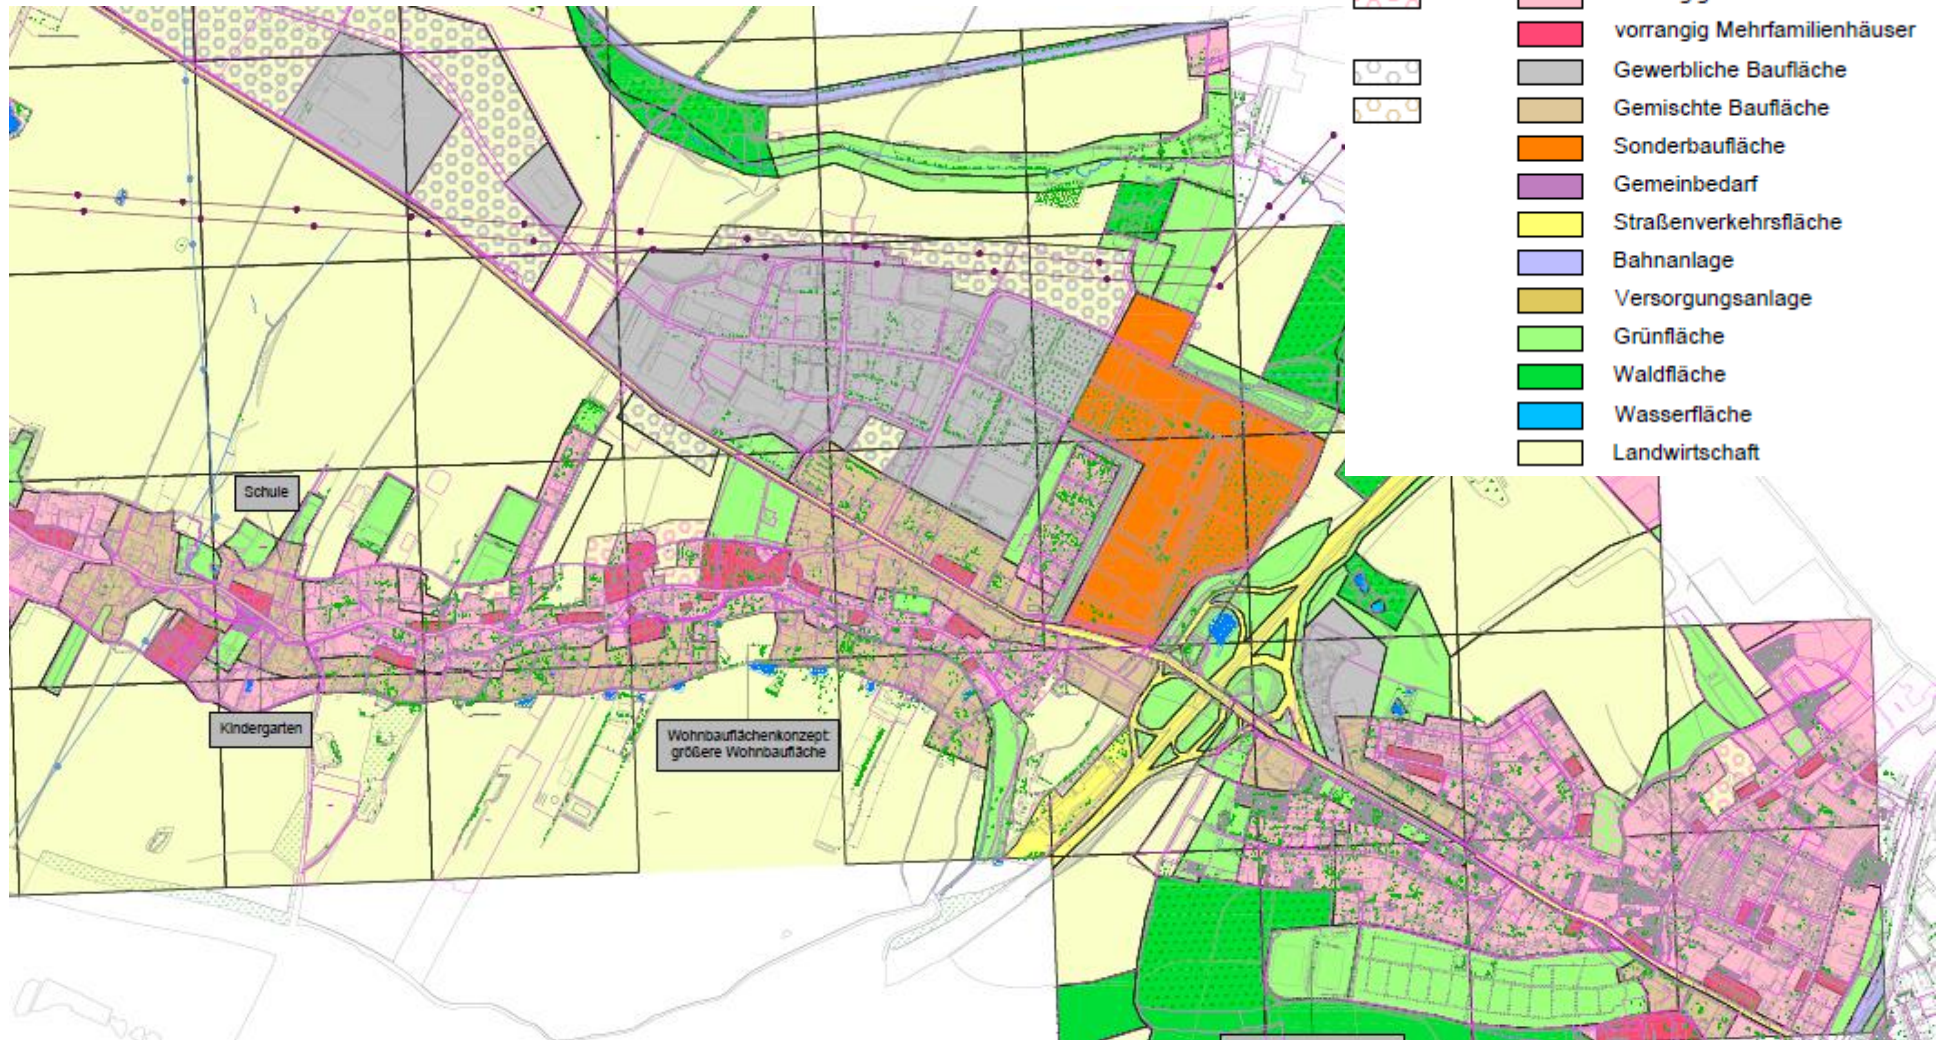 vorrangig Mehrfamilienhäuser
Gewerbliche Baufläche
Gemischte Baufläche
Sonderbaufläche
Gemeinbedarf
Straßenverkehrsfläche
Bahnanlage
Versorgungsanlage
Grünfläche
Waldfläche
Wasserfläche
Landwirtschaft
Schule
Kindergarten
Wohnbauflächenkonzept
größere Wohnbaufläche